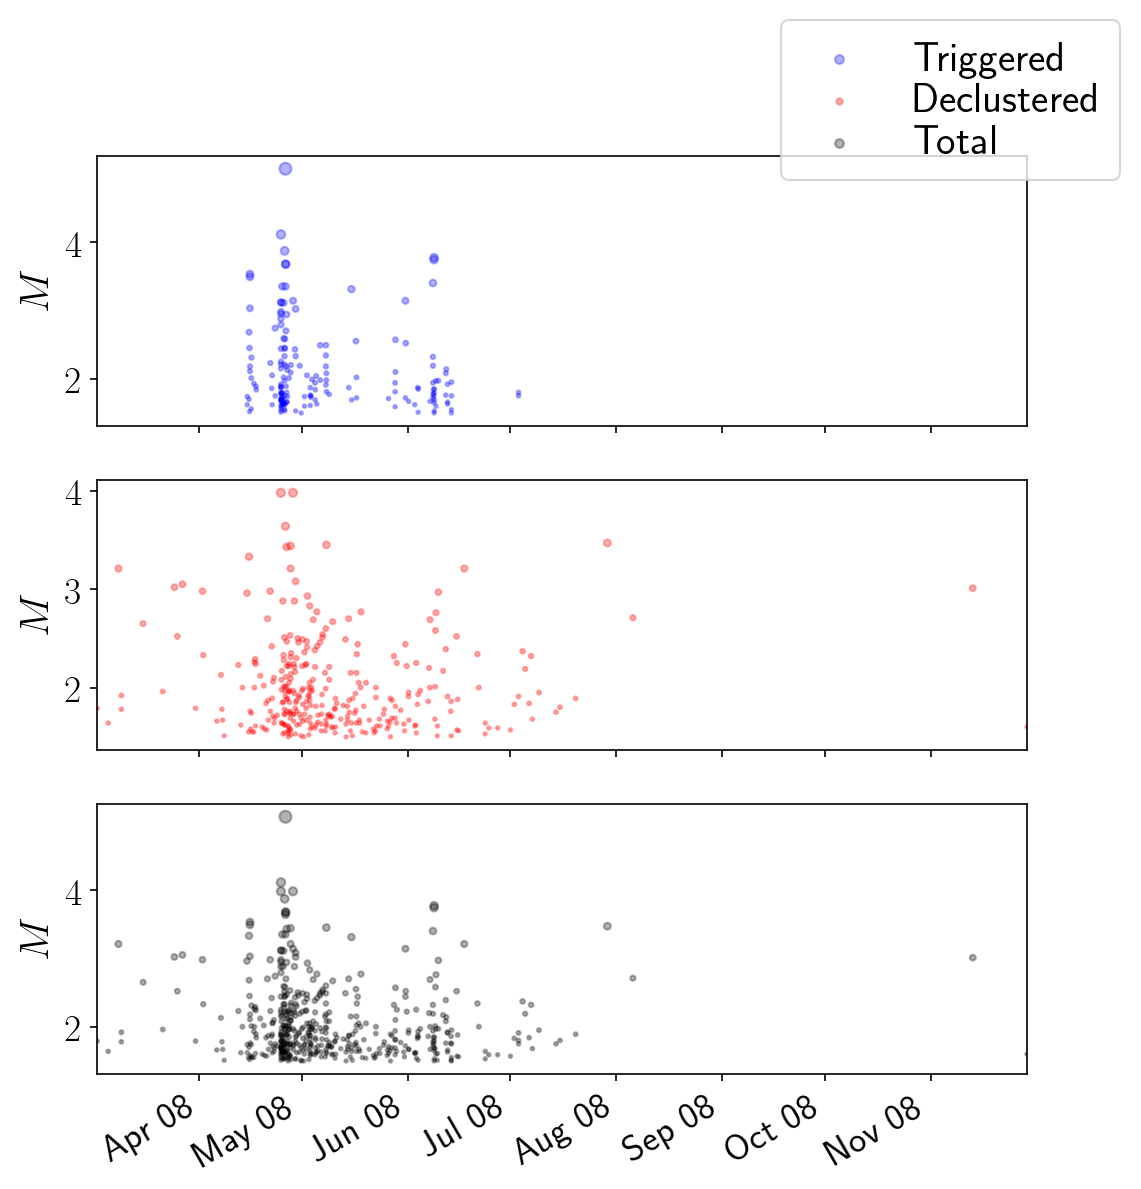 Triggered
Declustered
Total
4
2
M
4
3
2
M
4
2
M
Apr 08
May 08
Jun 08
Jul 08
Aug 08
Sep 08
Oct 08
Nov 08